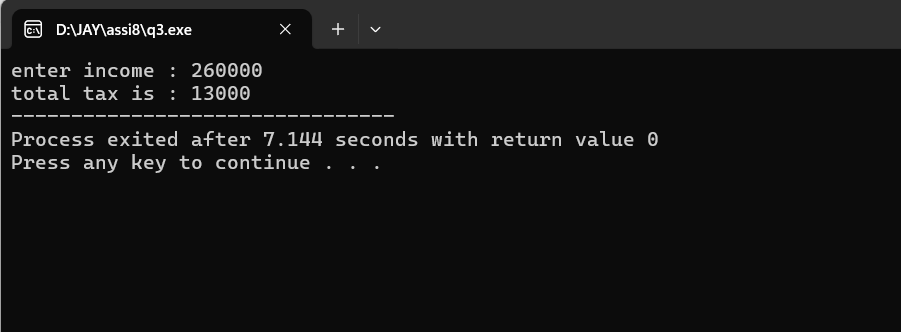 D:\JAY\assi8\q3.exe
enter income : 260000
total tax is : 13000
--------------------------------
Process exited after 7.144 seconds with return value 0
Press any key to continue . . .